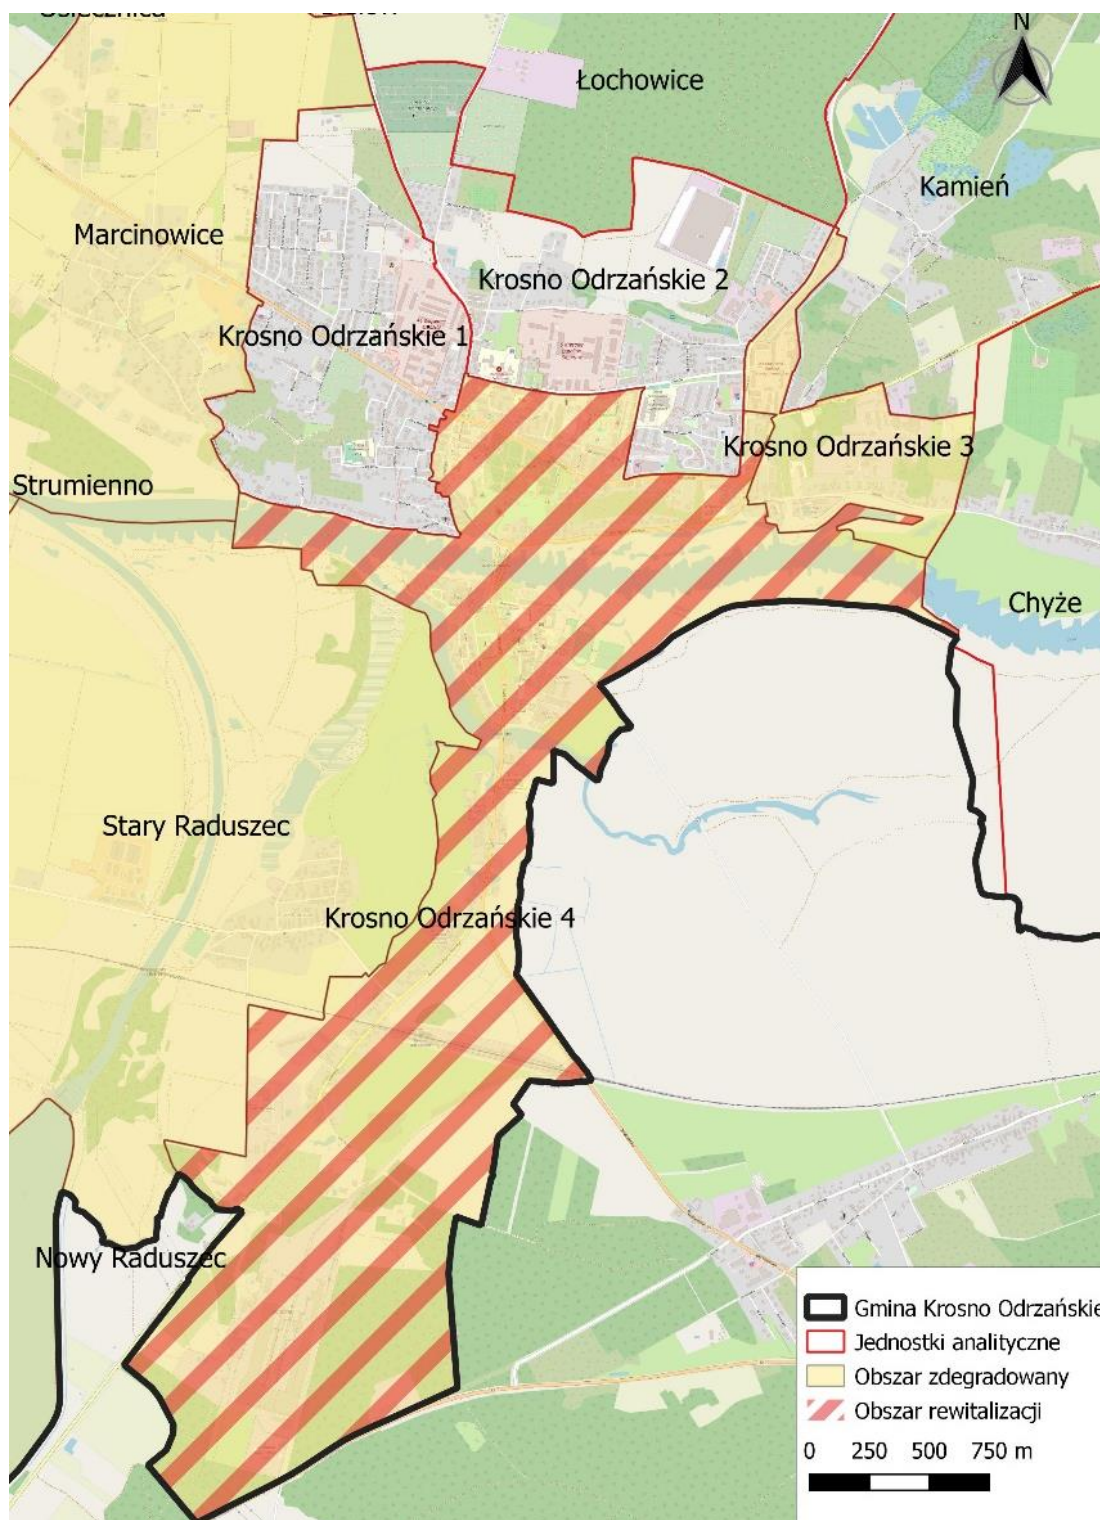 N
Łochowice
Kamień
Marcinowice
Krosno Odrzańskie 2
Krosno Odrzańskie 1
Krosno Odrzańskie 3
Strumienno
Chyże
Stary Raduszec
Krosno Odrzańskie 4
Nowy Raduszec
Gmina Krosno Odrzańskie
Jednostki analityczne
Obszar zdegradowany
Obszar rewitalizacji
0 250 500 750 m